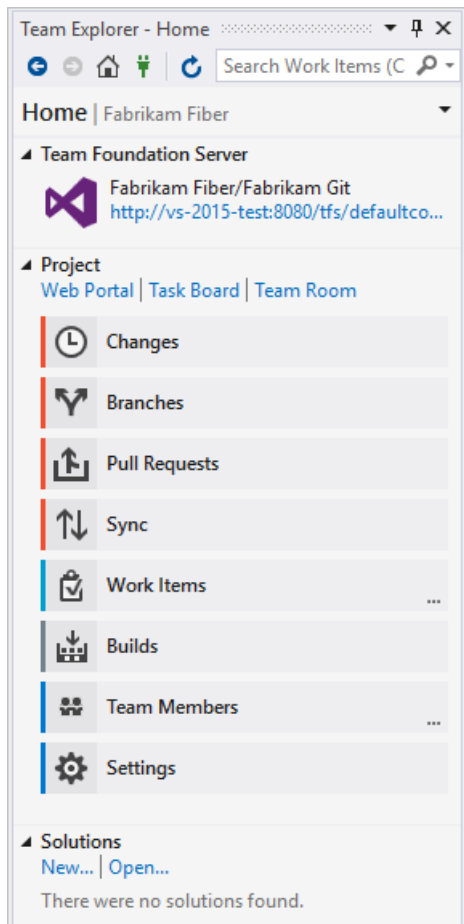 Team Explorer - Home
Search Work Items (C
Home | Fabrikam Fiber
Team Foundation Server
Fabrikam Fiber/Fabrikam Git
http://vs-2015-test:8080/tfs/defaultco...
Project
Web Portal | Task Board | Team Room
Changes
Branches
Pull Requests
Sync
Work Items
...
Builds
Team Members
...
Settings
Solutions
New... | Open...
There were no solutions found.